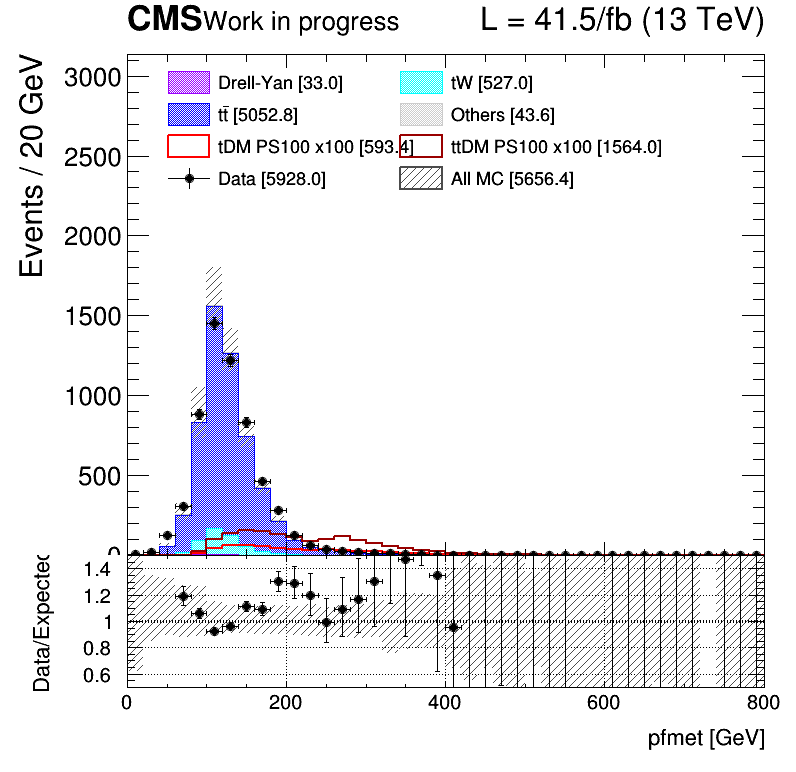 CMS Work in progress L = 41.5/fb (13 TeV)
Events / 20 GeV
3000
2500
2000
1500
1000
500
0
Drell-Yan [33.0] tW [527.0]
tt̄ [5052.8] Others [43.6]
tDM PS100 x100 [593.4] ttDM PS100 x100 [1564.0]
Data [5928.0] All MC [5656.4]
Data/Expected
1.4
1.2
1
0.8
0.6
0 200 400 600 800
pfmet [GeV]